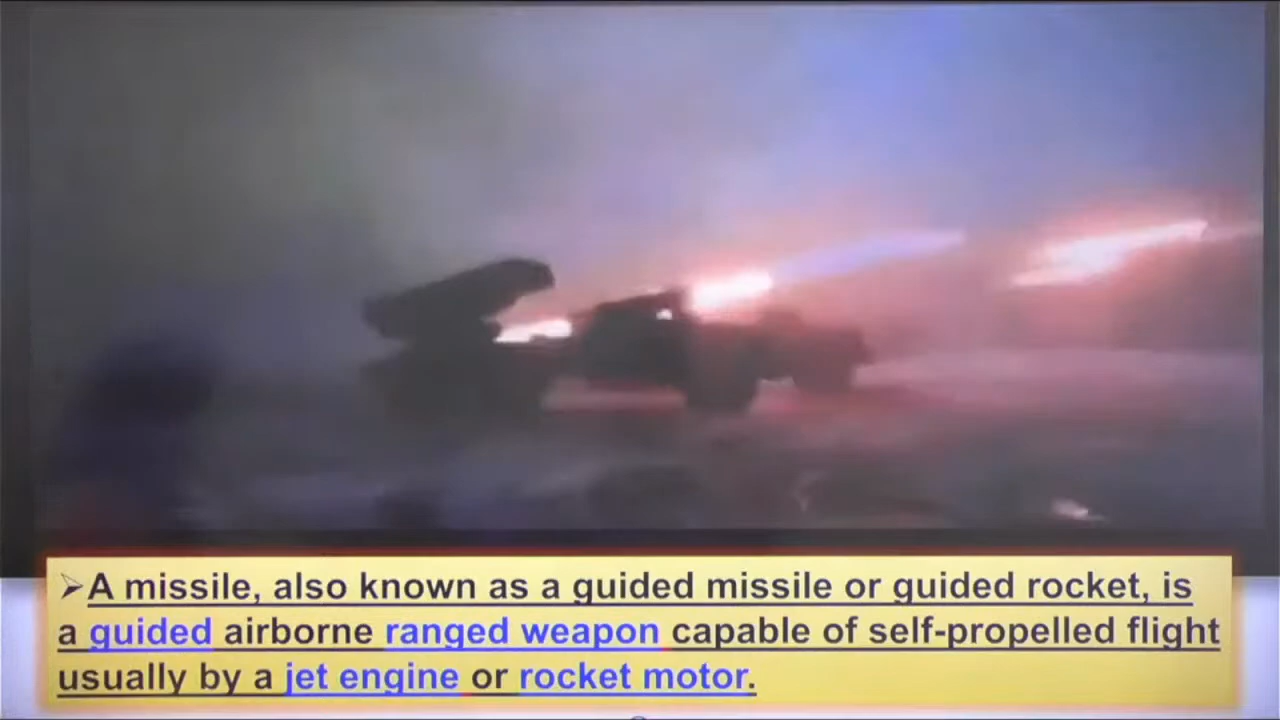 ➢A missile, also known as a guided missile or guided rocket, is
a guided airborne ranged weapon capable of self-propelled flight
usually by a jet engine or rocket motor.